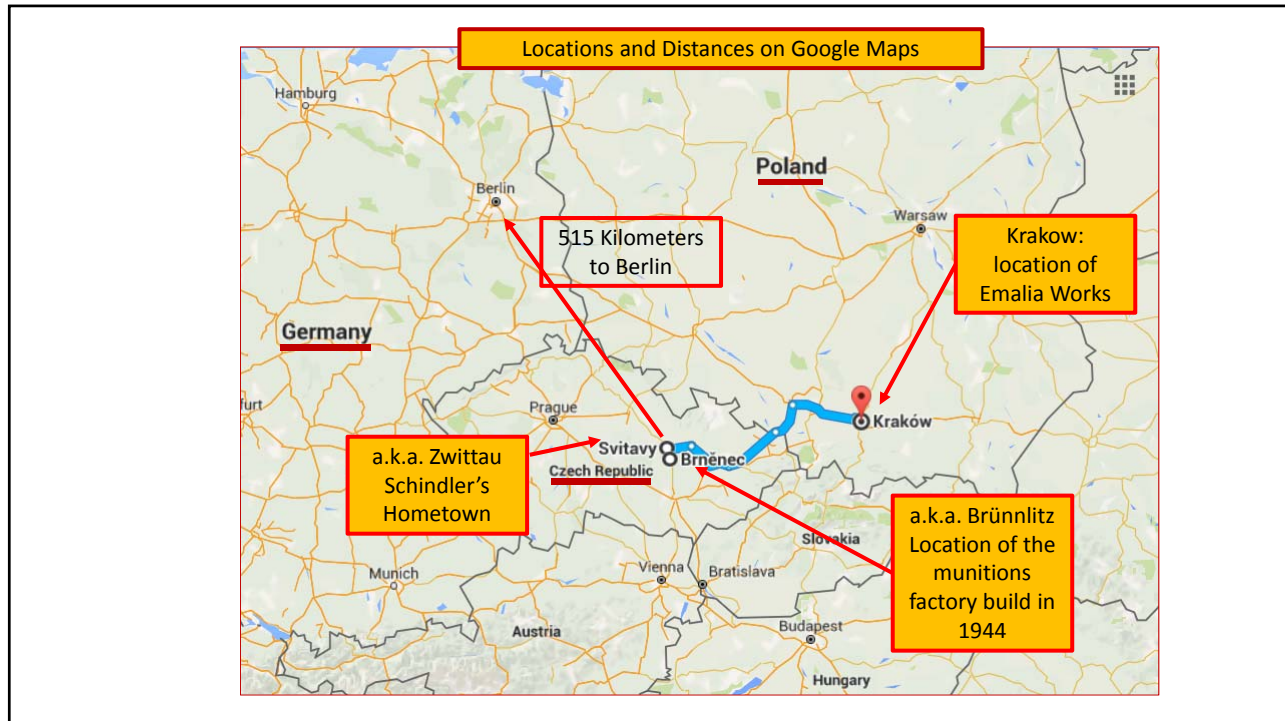 Locations and Distances on Google Maps
Hamburg
Poland
Berlin
Warsaw
515 Kilometers
to Berlin
Krakow:
location of
Emalia Works
Germany
furt
Prague
Kraków
a.k.a. Zwittau
Schindler’s
Hometown
Svitavy
Brněnec
Czech Republic
a.k.a. Brünnlitz
Location of the
munitions
factory build in
1944
Slovakia
Munich
Vienna
Bratislava
Austria
Budapest
Hungary